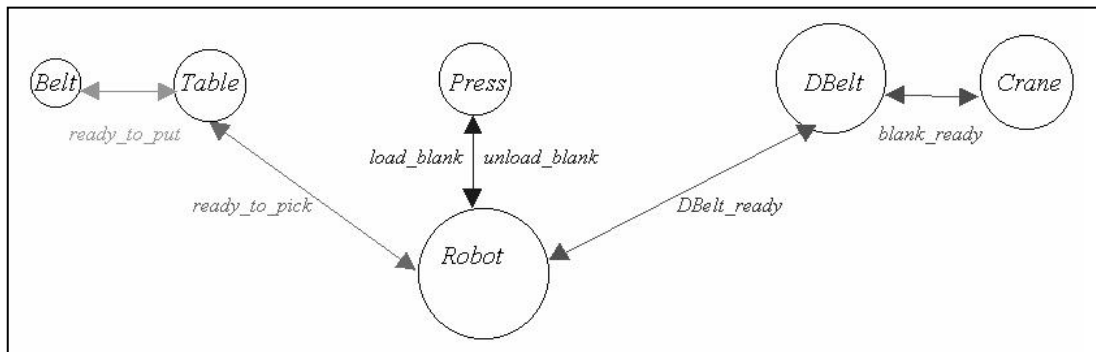 Belt
Table
Press
DBelt
Crane
ready_to_put
blank_ready
load_blank
unload_blank
ready_to_pick
DBelt_ready
Robot